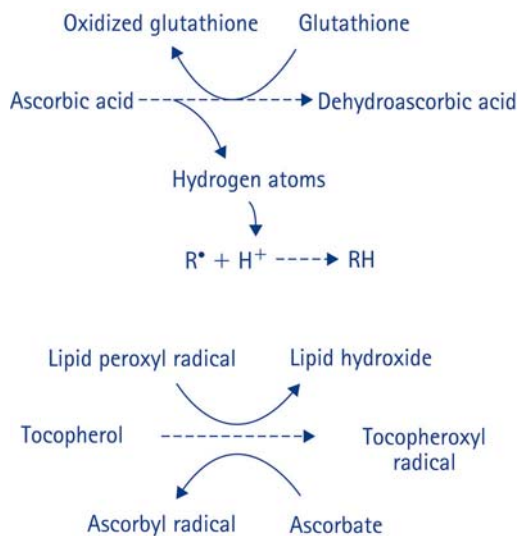 Oxidized glutathione Glutathione
Ascorbic acid Dehydroascorbic acid
Hydrogen atoms
R• + H+ RH
Lipid peroxyl radical Lipid hydroxide
Tocopherol Tocopheroxyl
radical
Ascorbyl radical Ascorbate